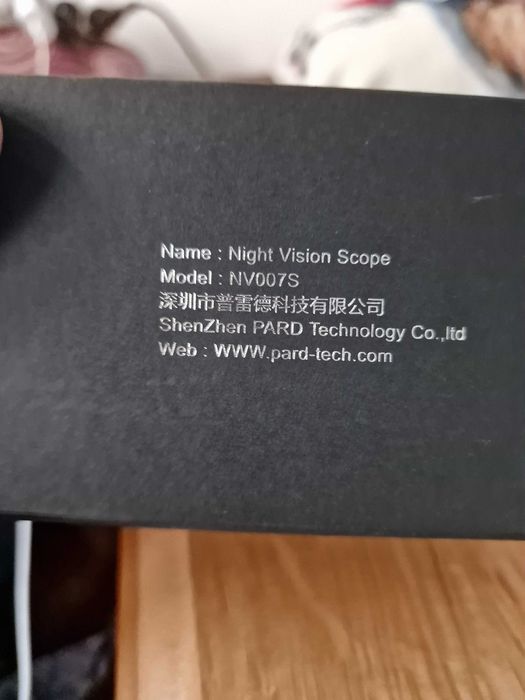 Name : Night Vision Scope
Model : NV007S
深圳市普雷德科技有限公司
ShenZhen PARD Technology Co.,ltd
Web : WWW.pard-tech.com